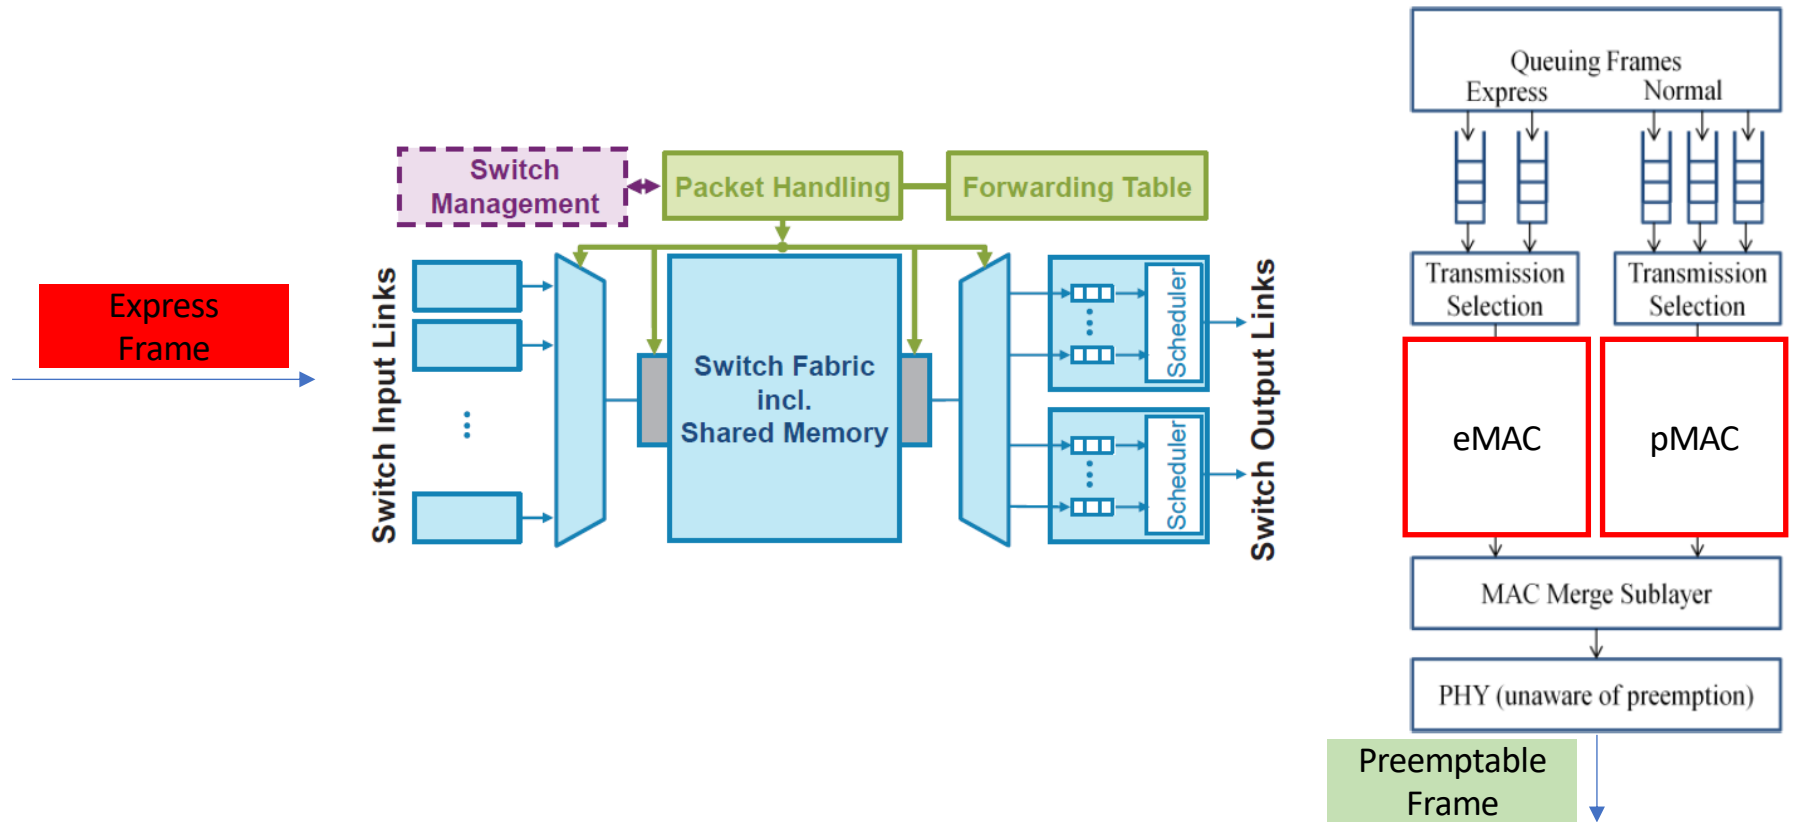 Express
Frame
Switch Input Links
Switch
Management
Packet Handling
Forwarding Table
Switch Fabric
incl.
Shared Memory
Scheduler
Scheduler
Switch Output Links
Queuing Frames
Express
Normal
Transmission
Selection
Transmission
Selection
eMAC
pMAC
MAC Merge Sublayer
PHY (unaware of preemption)
Preemptable
Frame